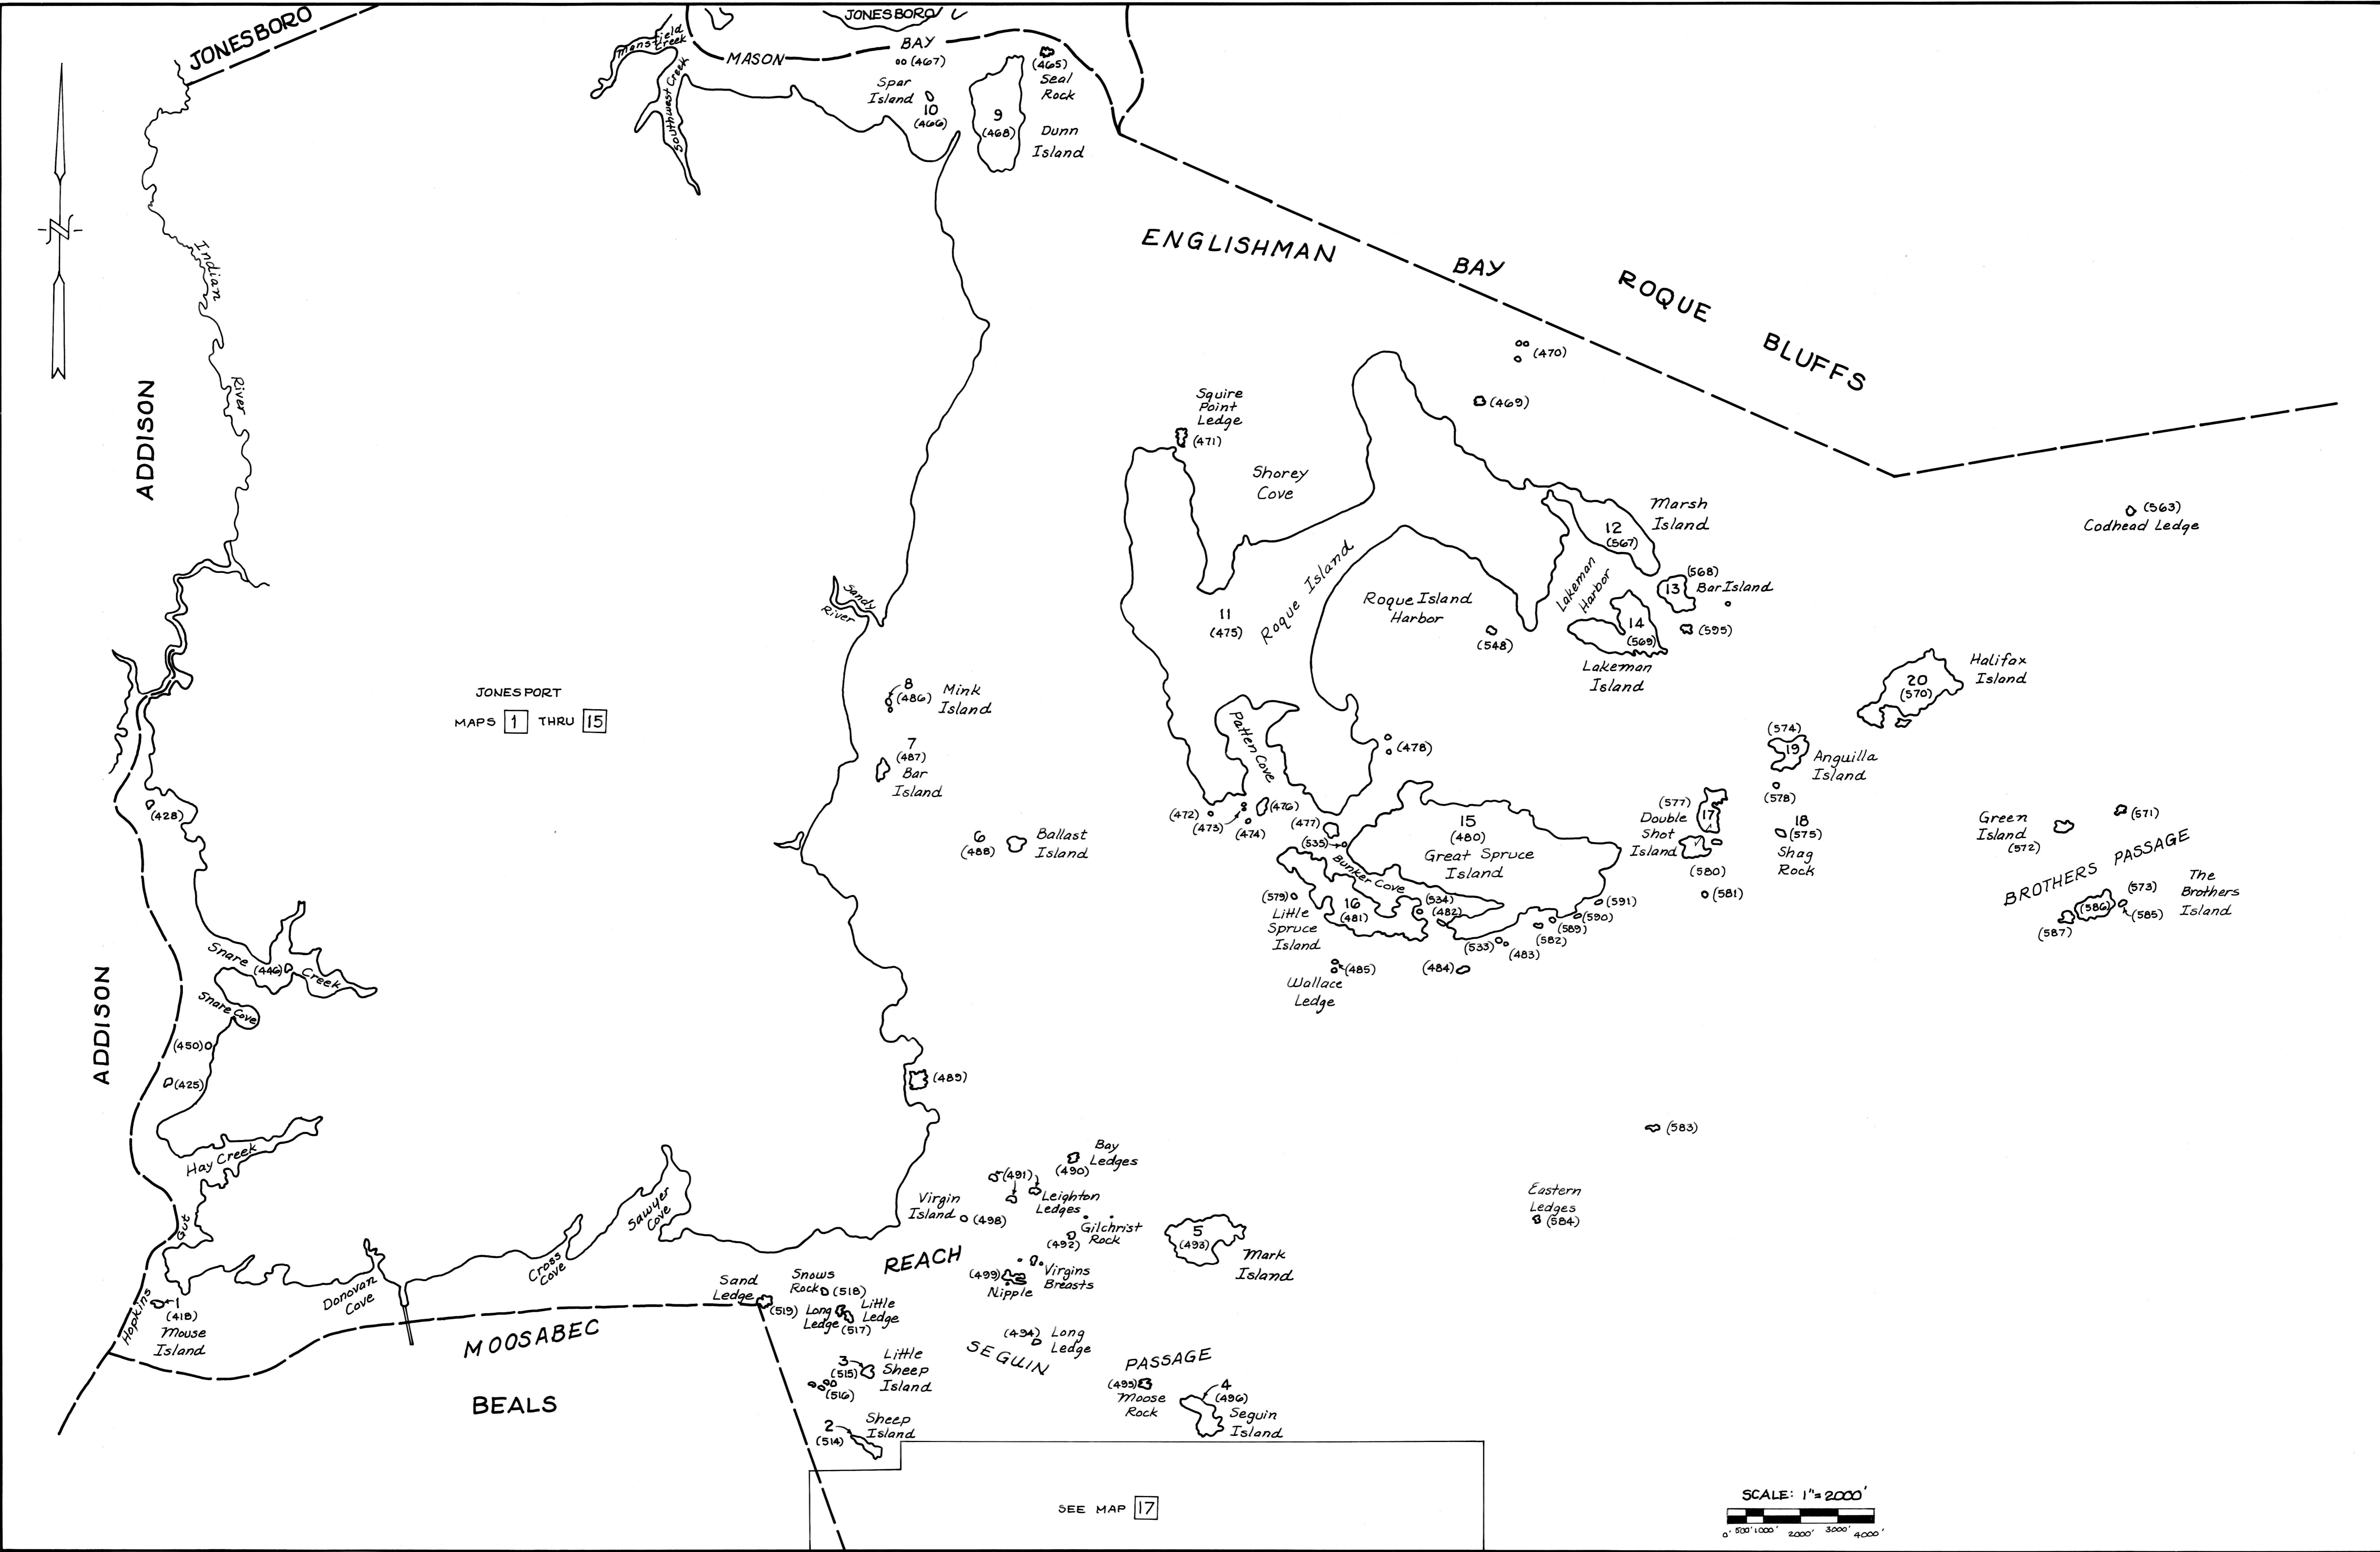 JONESBORO
JONESBORO
Mansfield
Creek
Southwest Creek
MASON
BAY
(467)
Spar
Island
10
(466)
9
(468)
(465)
Seal
Rock
Dunn
Island
N
Indian
River
ADDISON
ENGLISHMAN
BAY
ROQUE
BLUFFS
(470)
(469)
Squire
Point
Ledge
(471)
Shorey
Cove
Marsh
Island
12
(567)
(563)
Codhead Ledge
(568)
13
Bar Island
Lakeman
Harbor
14
(569)
(595)
Lakeman
Island
Roque Island
11
(475)
Roque Island
Harbor
(548)
Sandy
River
JONESPORT
MAPS 1 THRU 15
8
(486)
Mink
Island
7
(487)
Bar
Island
6
(488)
Ballast
Island
Halifax
Island
20
(570)
(574)
19
Anguilla
Island
(578)
Patten Cove
(478)
(472)
(473)
(474)
(476)
(477)
(535)
15
(480)
Great Spruce
Island
Bunker Cove
(577)
Double
Shot
Island
17
(580)
(581)
18
(575)
Shag
Rock
Green
Island
(572)
(571)
BROTHERS PASSAGE
(573)
The
Brothers
Island
(585)
(586)
(587)
(579)
Little
Spruce
Island
16
(481)
(534)
(482)
(591)
(590)
(589)
(582)
(533)
(483)
(484)
(485)
Wallace
Ledge
(428)
Snare
Creek
(446)
Snare Cove
ADDISON
(450)
(425)
Hay Creek
(489)
(583)
Bay
Ledges
(490)
(491)
Leighton
Ledges
Virgin
Island
(498)
Gilchrist
Rock
(492)
5
(493)
Mark
Island
Eastern
Ledges
(584)
Gut
Hopkins
1
(418)
Mouse
Island
Donovan
Cove
Cross
Cove
Sawyer
Cove
REACH
(499)
Virgins
Breasts
Nipple
Sand
Ledge
(519)
Snows
Rock
(518)
Long
Ledge
Little
Ledge
(517)
MOOSABEC
BEALS
(494)
Long
Ledge
SEGUIN
PASSAGE
3
(515)
Little
Sheep
Island
(516)
(495)
Moose
Rock
4
(496)
Seguin
Island
2
(514)
Sheep
Island
SEE MAP 17
SCALE: 1"=2000'
0' 500' 1000' 2000' 3000' 4000'